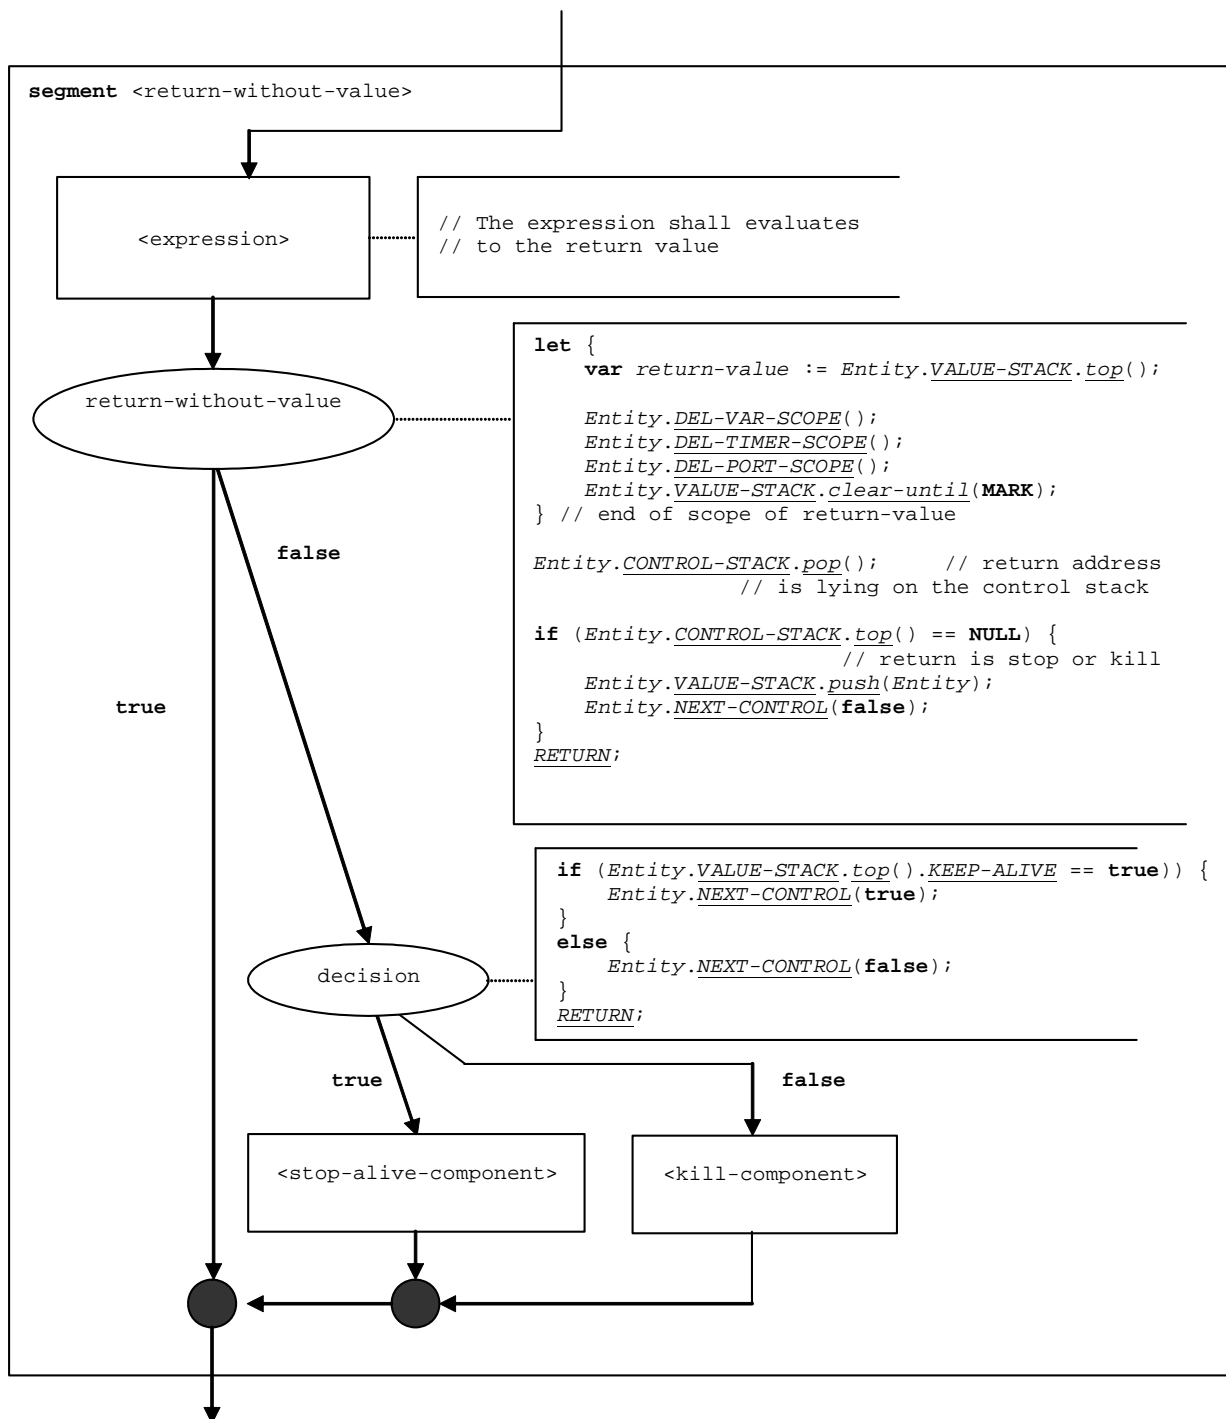 segment <return-without-value>
<expression>
// The expression shall evaluates
// to the return value
return-without-value
let {
var return-value := Entity.VALUE-STACK.top();
Entity.DEL-VAR-SCOPE();
Entity.DEL-TIMER-SCOPE();
Entity.DEL-PORT-SCOPE();
Entity.VALUE-STACK.clear-until(MARK);
} // end of scope of return-value
Entity.CONTROL-STACK.pop(); // return address
// is lying on the control stack
if (Entity.CONTROL-STACK.top() == NULL) {
// return is stop or kill
Entity.VALUE-STACK.push(Entity);
Entity.NEXT-CONTROL(false);
}
RETURN;
false
true
decision
if (Entity.VALUE-STACK.top().KEEP-ALIVE == true)) {
Entity.NEXT-CONTROL(true);
}
else {
Entity.NEXT-CONTROL(false);
}
RETURN;
true
false
<stop-alive-component>
<kill-component>